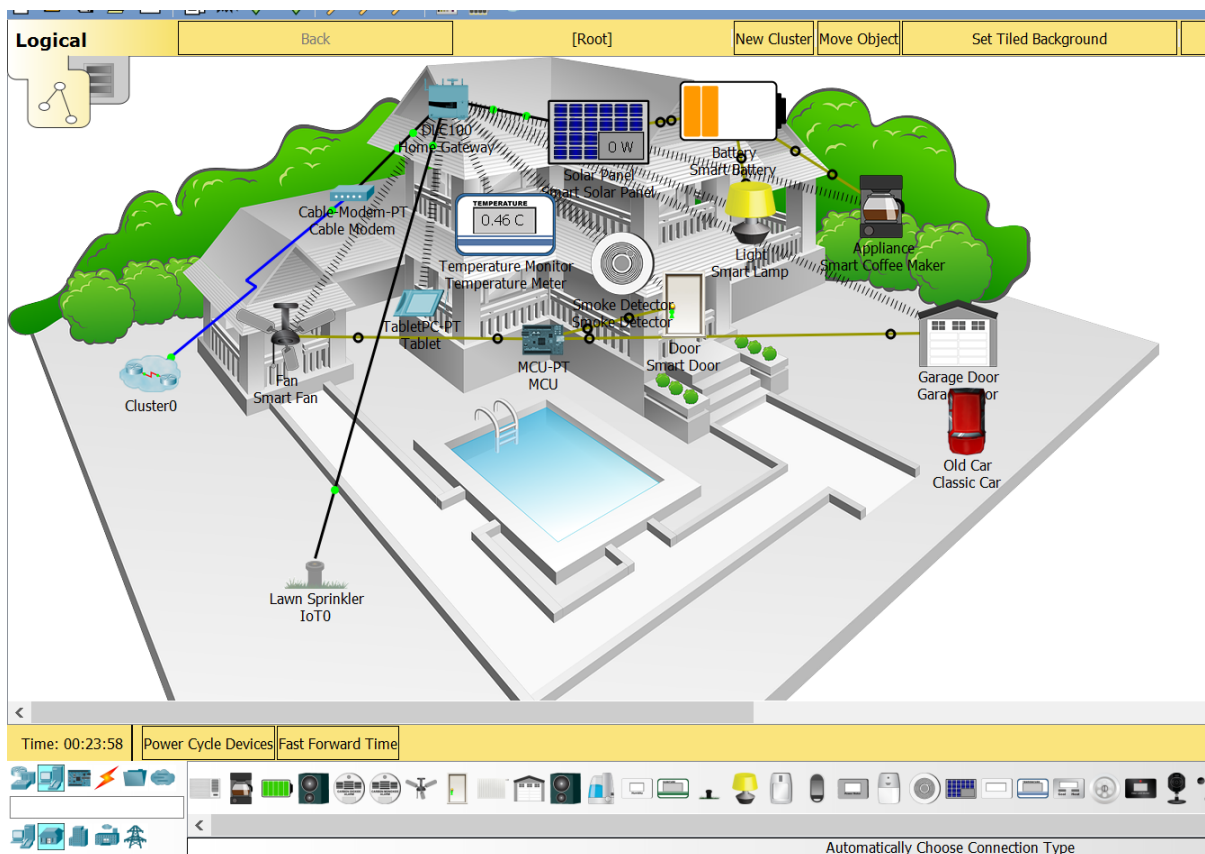 Logical
Back
[Root]
New Cluster
Move Object
Set Tiled Background
DLC100
Home Gateway
0 W
Solar Panel
Smart Solar Panel
Battery
Smart Battery
Cable-Modem-PT
Cable Modem
TEMPERATURE
0.46 C
Temperature Monitor
Temperature Meter
Light
Smart Lamp
Appliance
Smart Coffee Maker
Smoke Detector
Smoke Detector
TabletPC-PT
Tablet
Door
Smart Door
MCU-PT
MCU
Fan
Smart Fan
Cluster0
Garage Door
Garage Door
Old Car
Classic Car
Lawn Sprinkler
IoT0
Time: 00:23:58
Power Cycle Devices
Fast Forward Time
Automatically Choose Connection Type